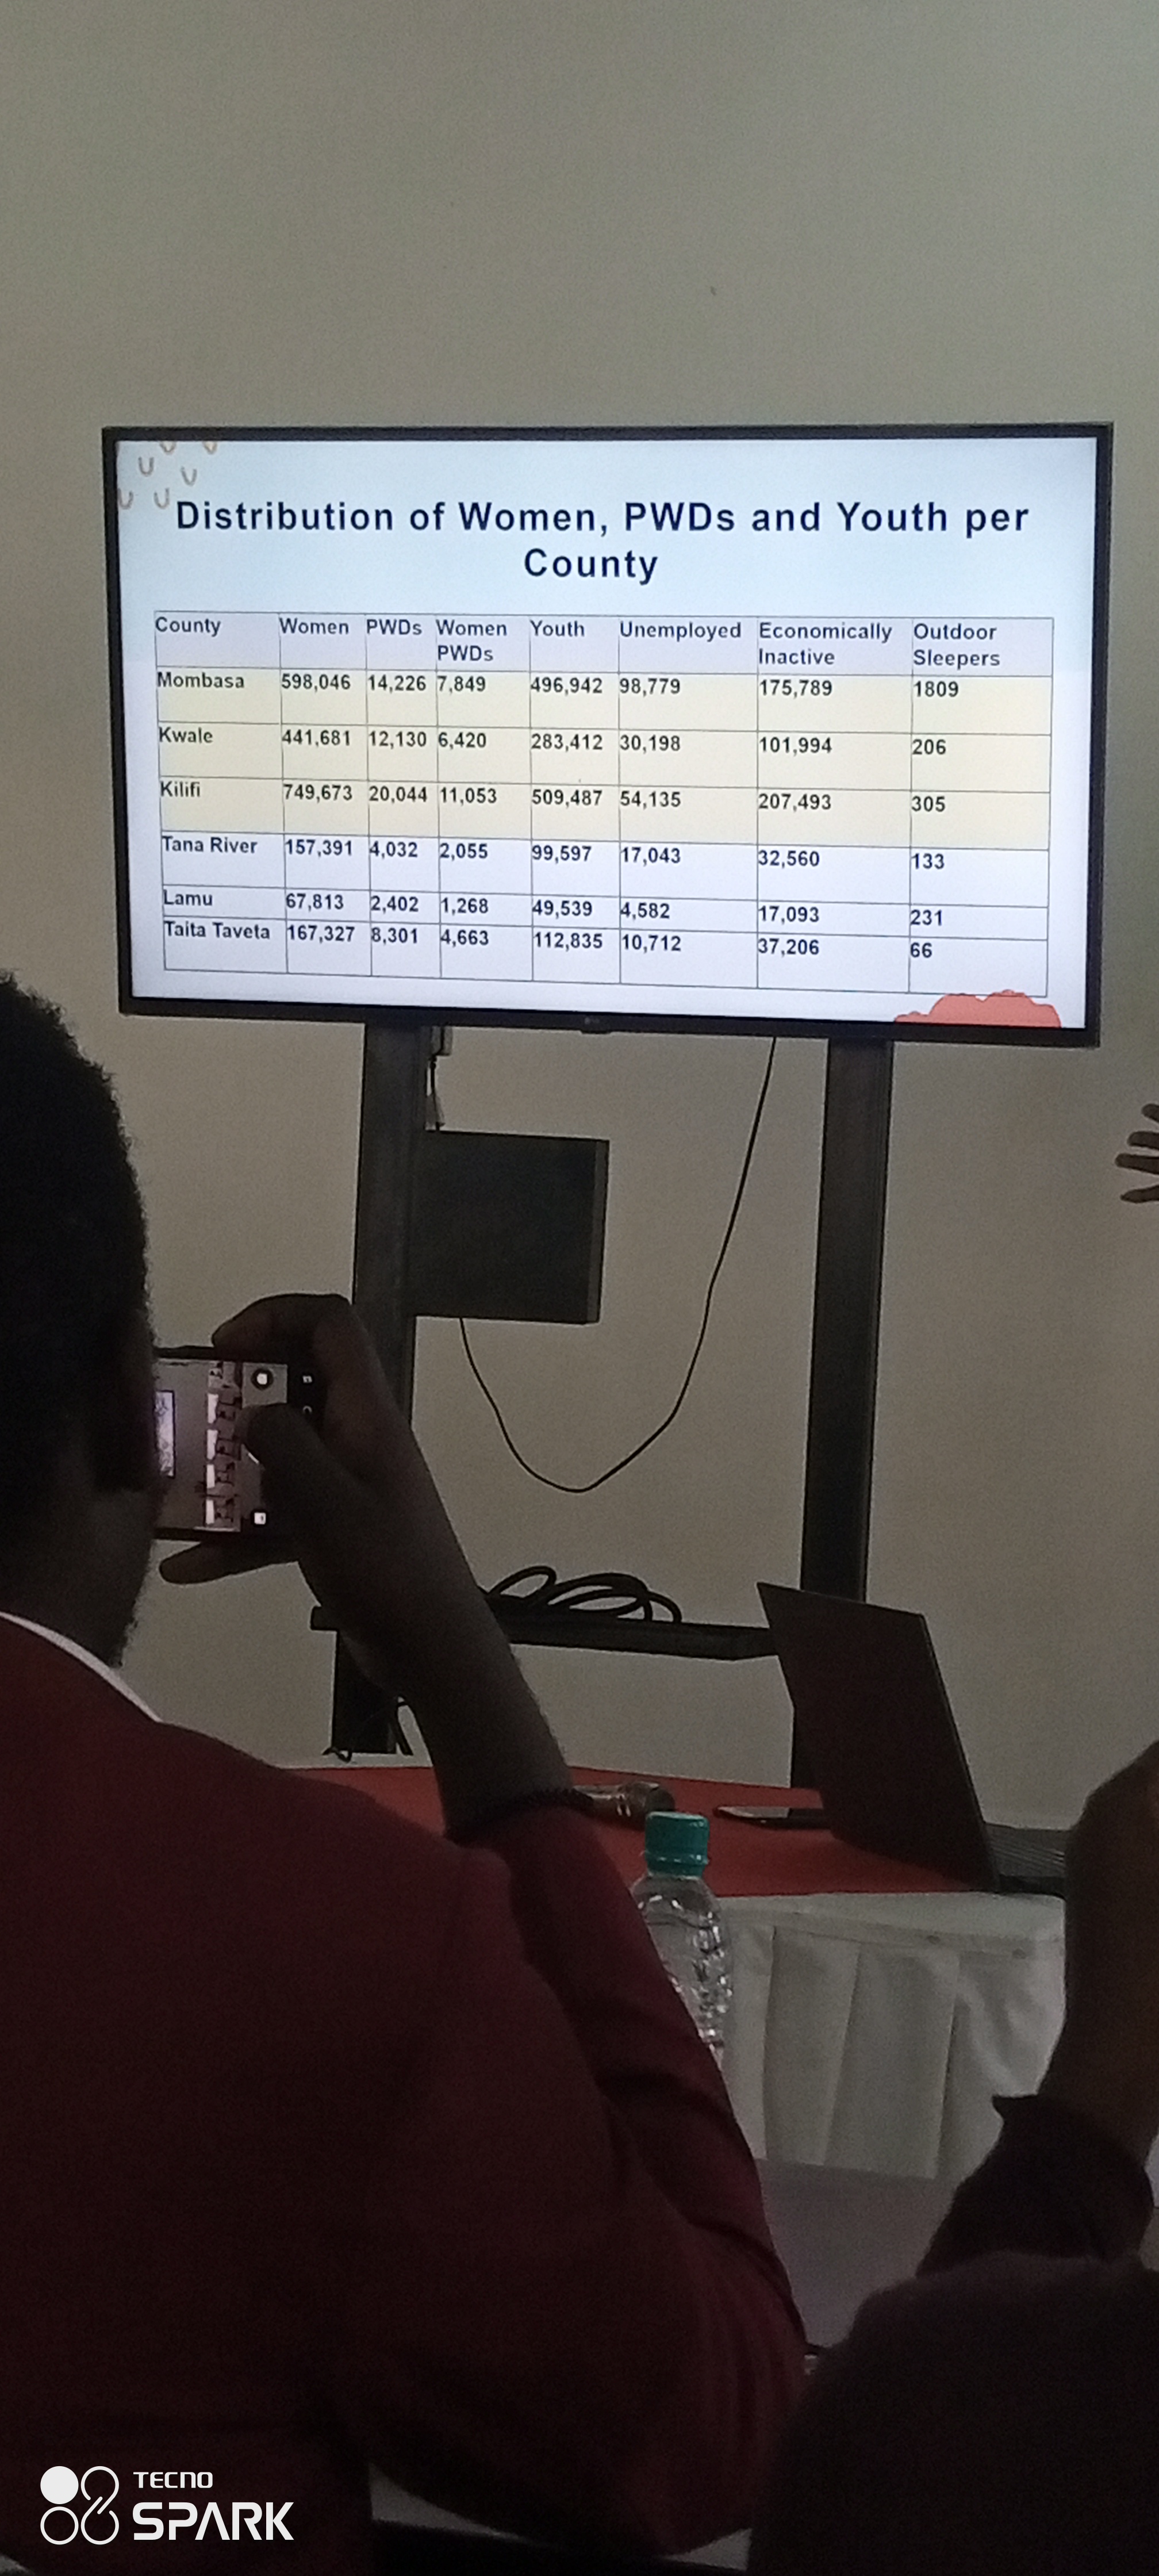 Distribution of Women, PWDs and Youth per
County
County Women PWDs Women PWDs Youth Unemployed Economically Inactive Outdoor Sleepers
Mombasa 598,046 14,226 7,849 496,942 98,779 175,789 1809
Kwale 441,681 12,130 6,420 283,412 30,198 101,994 206
Kilifi 749,673 20,044 11,053 509,487 54,135 207,493 305
Tana River 157,391 4,032 2,055 99,597 17,043 32,560 133
Lamu 67,813 2,402 1,268 49,539 4,582 17,093 231
Taita Taveta 167,327 8,301 4,663 112,835 10,712 37,206 66
TECNO
SPARK